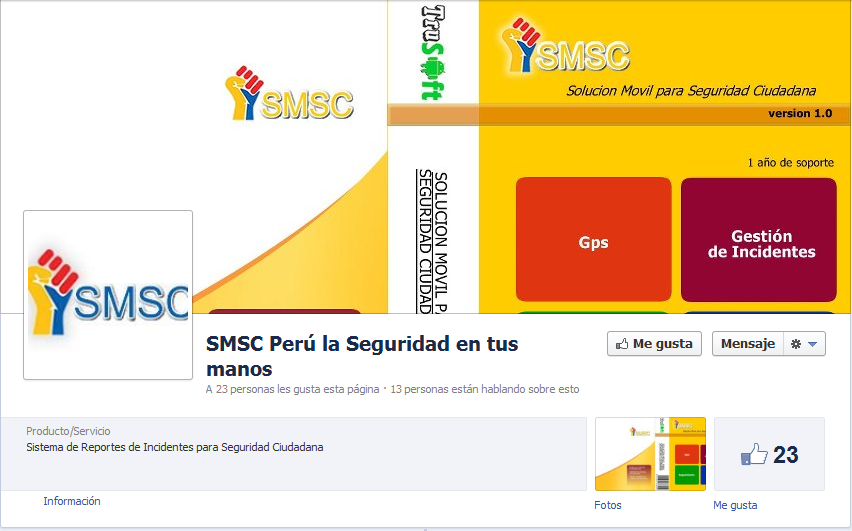 SMSC
TruSoft
SMSC
Solucion Movil para Seguridad Ciudadana
version 1.0
1 año de soporte
SOLUCION MOVIL P
SEGURIDAD CIUDAD
Gps
Gestión
de Incidentes
SMSC
SMSC Perú la Seguridad en tus
manos
Me gusta
Mensaje
A 23 personas les gusta esta página · 13 personas están hablando sobre esto
Producto/Servicio
Sistema de Reportes de Incidentes para Seguridad Ciudadana
SMSC
SMSC
23
Información
Fotos
Me gusta